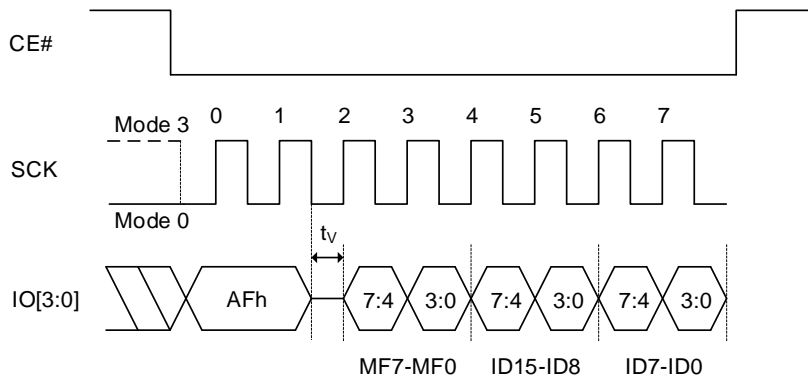 CE#
0 1 2 3 4 5 6 7
Mode 3
SCK
Mode 0
tV
IO[3:0]
AFh
7:4 3:0 7:4 3:0 7:4 3:0
MF7-MF0 ID15-ID8 ID7-ID0